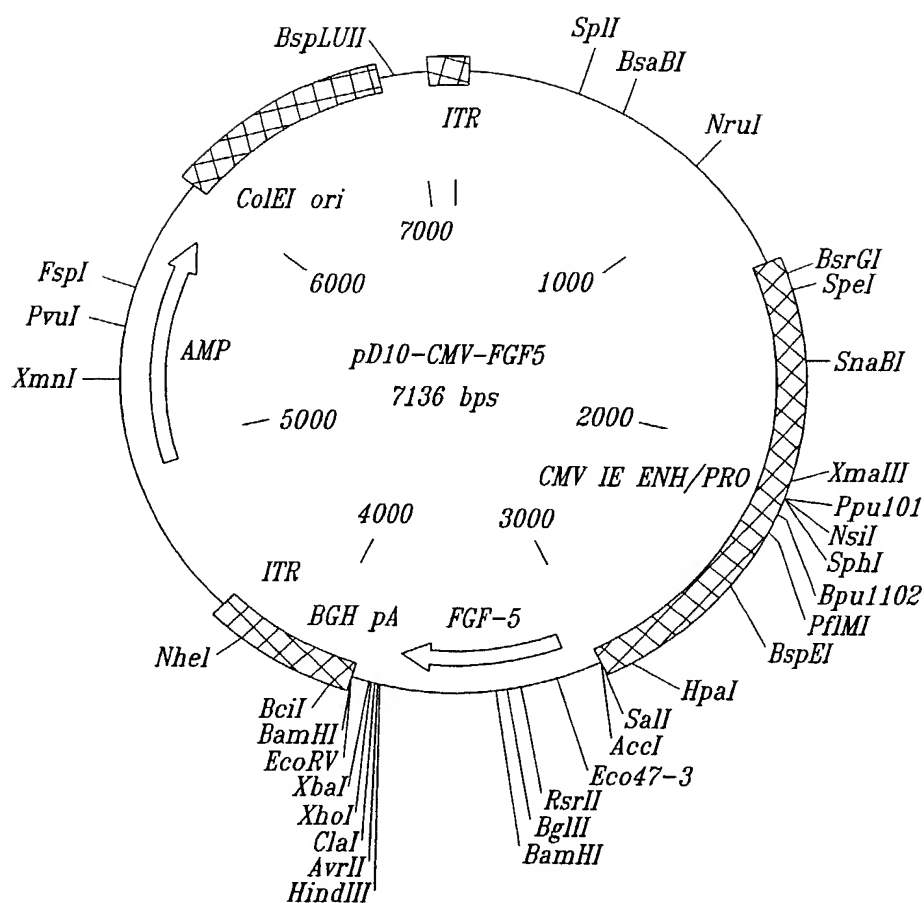 BspLUII
SplI
BsaBI
ITR
NruI
ColEI ori
7000
BsrGI
FspI
6000
1000
SpeI
PvuI
AMP
pD10-CMV-FGF5
SnaBI
XmnI
7136 bps
5000
2000
CMV IE ENH/PRO
XmaIII
Ppu101
4000
3000
NsiI
SphI
ITR
Bpu1102
BGH pA
FGF-5
PflMI
NheI
BspEI
HpaI
BciI
SalI
BamHI
AccI
EcoRV
Eco47-3
XbaI
RsrII
XhoI
BglII
ClaI
BamHI
AvrII
HindIII